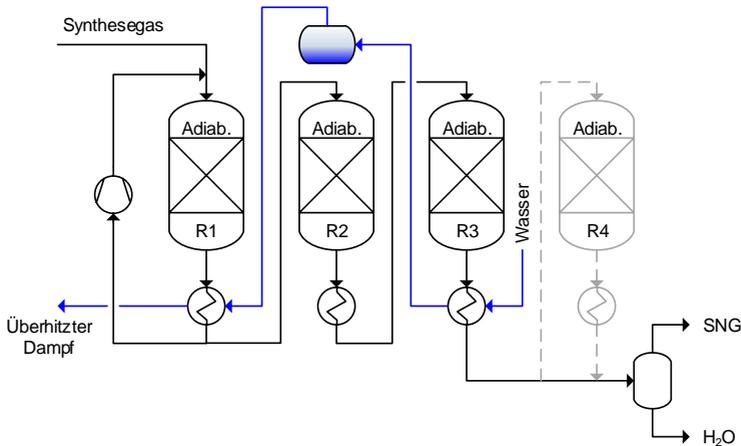 Synthesegas
Adiab.
Adiab.
Adiab.
Adiab.
R1
R2
R3
R4
Wasser
Überhitzter
Dampf
SNG
H₂O